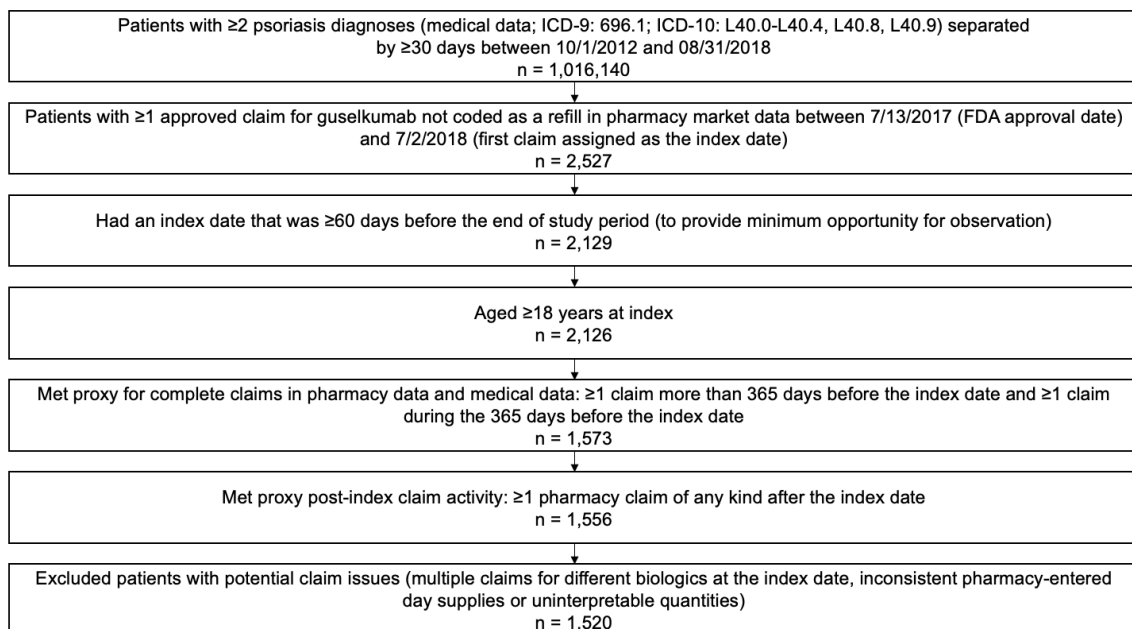 Patients with ≥2 psoriasis diagnoses (medical data; ICD-9: 696.1; ICD-10: L40.0-L40.4, L40.8, L40.9) separated
by ≥30 days between 10/1/2012 and 08/31/2018
n = 1,016,140
Patients with ≥1 approved claim for guselkumab not coded as a refill in pharmacy market data between 7/13/2017 (FDA approval date)
and 7/2/2018 (first claim assigned as the index date)
n = 2,527
Had an index date that was ≥60 days before the end of study period (to provide minimum opportunity for observation)
n = 2,129
Aged ≥18 years at index
n = 2,126
Met proxy for complete claims in pharmacy data and medical data: ≥1 claim more than 365 days before the index date and ≥1 claim
during the 365 days before the index date
n = 1,573
Met proxy post-index claim activity: ≥1 pharmacy claim of any kind after the index date
n = 1,556
Excluded patients with potential claim issues (multiple claims for different biologics at the index date, inconsistent pharmacy-entered
day supplies or uninterpretable quantities)
n = 1,520